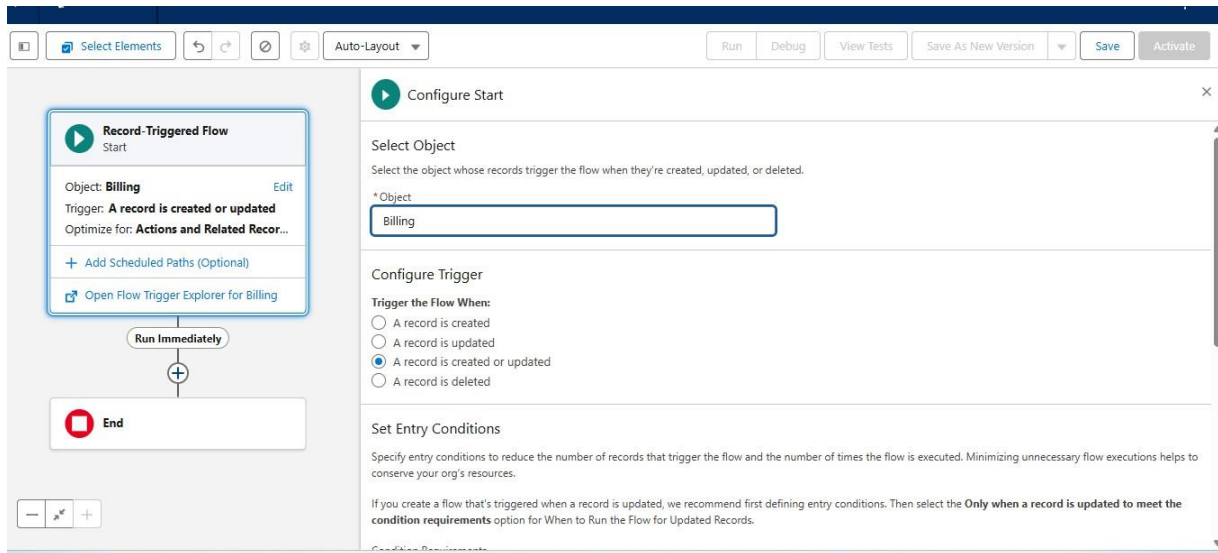 Select Elements
Auto-Layout
Run
Debug
View Tests
Save As New Version
Save
Activate
Record-Triggered Flow
Start
Object: Billing
Edit
Trigger: A record is created or updated
Optimize for: Actions and Related Recor...
+ Add Scheduled Paths (Optional)
Open Flow Trigger Explorer for Billing
Run Immediately
End
Configure Start
Select Object
Select the object whose records trigger the flow when they're created, updated, or deleted.
*Object
Billing
Configure Trigger
Trigger the Flow When:
A record is created
A record is updated
A record is created or updated
A record is deleted
Set Entry Conditions
Specify entry conditions to reduce the number of records that trigger the flow and the number of times the flow is executed. Minimizing unnecessary flow executions helps to
conserve your org's resources.
If you create a flow that's triggered when a record is updated, we recommend first defining entry conditions. Then select the Only when a record is updated to meet the
condition requirements option for When to Run the Flow for Updated Records.
Condition Requirements